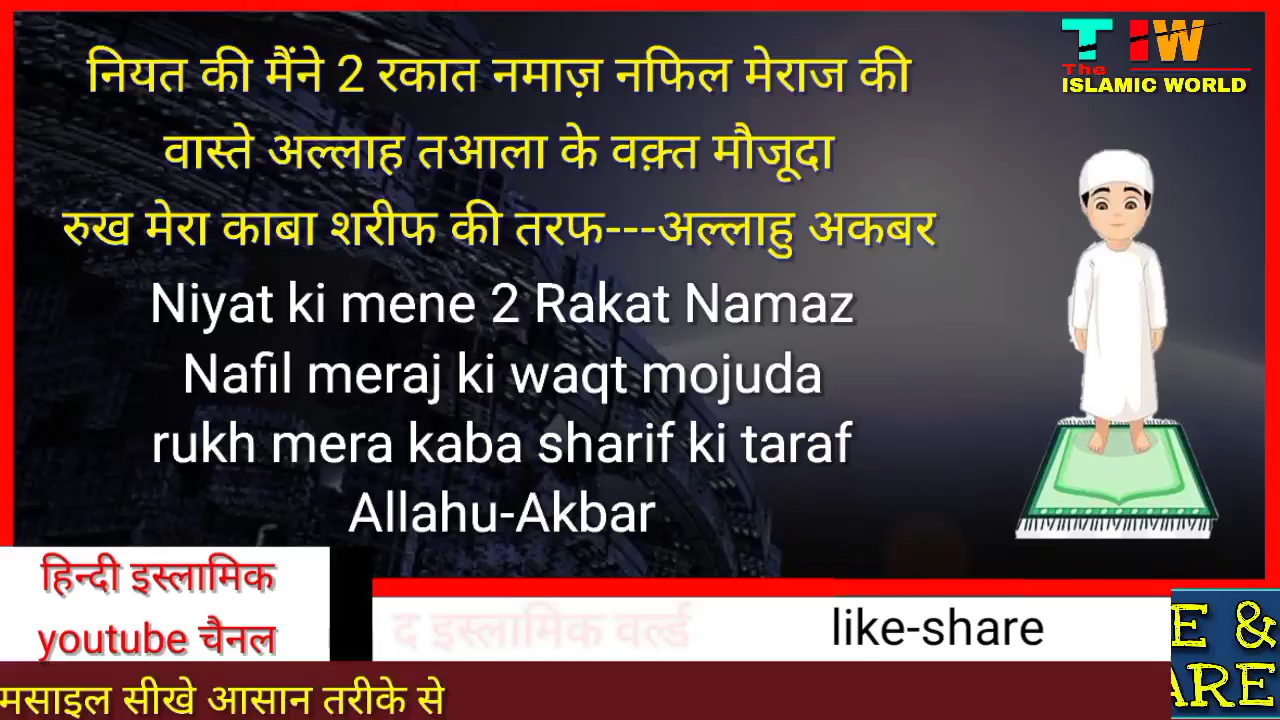 नियत की मैंने 2 रकात नमाज़ नफिल मेराज की
वास्ते अल्लाह तआला के वक़्त मौजूदा
रुख मेरा काबा शरीफ की तरफ---अल्लाहु अकबर
Niyat ki mene 2 Rakat Namaz
Nafil meraj ki waqt mojuda
rukh mera kaba sharif ki taraf
Allahu-Akbar
TIW
The
ISLAMIC WORLD
हिन्दी इस्लामिक
youtube चैनल
द इस्लामिक वर्ल्ड
like-share
E &
ARE
मसाइल सीखे आसान तरीके से